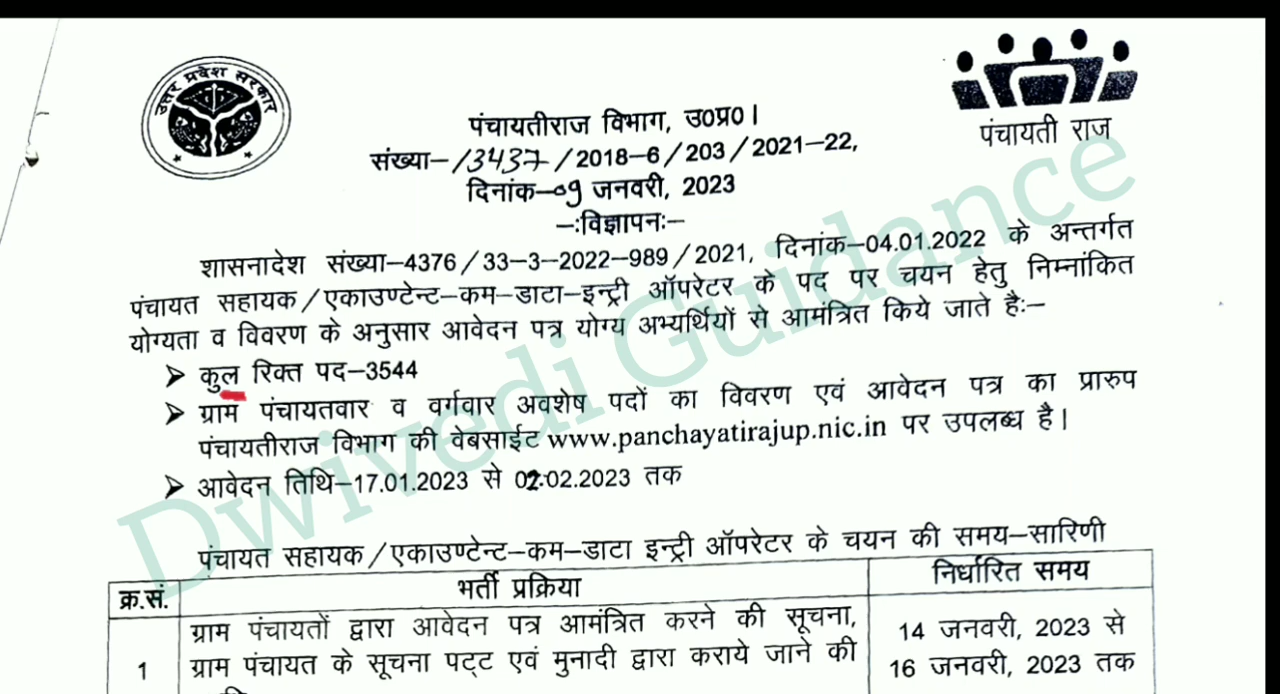 उत्तर प्रदेश सरकार
पंचायती राज
पंचायतीराज विभाग, उ०प्र०।
संख्या–/3437/2018–6/203/2021–22,
दिनांक–09 जनवरी, 2023
–:विज्ञापनः–
शासनादेश संख्या–4376/33–3–2022–989/2021, दिनांक–04.01.2022 के अन्तर्गत
पंचायत सहायक/एकाउण्टेन्ट–कम–डाटा–इन्ट्री ऑपरेटर के पद पर चयन हेतु निम्नांकित
योग्यता व विवरण के अनुसार आवेदन पत्र योग्य अभ्यर्थियों से आमंत्रित किये जाते हैः–
➢ कुल रिक्त पद–3544
➢ ग्राम पंचायतवार व वर्गवार अवशेष पदों का विवरण एवं आवेदन पत्र का प्रारुप
पंचायतीराज विभाग की वेबसाईट www.panchayatirajup.nic.in पर उपलब्ध है।
➢ आवेदन तिथि–17.01.2023 से 02.02.2023 तक
Dwivedi Guidance
पंचायत सहायक/एकाउण्टेन्ट–कम–डाटा इन्ट्री ऑपरेटर के चयन की समय–सारिणी
क्र.सं. भर्ती प्रक्रिया निर्धारित समय
ग्राम पंचायतों द्वारा आवेदन पत्र आमंत्रित करने की सूचना, 14 जनवरी, 2023 से
1 ग्राम पंचायत के सूचना पट्ट एवं मुनादी द्वारा कराये जाने की 16 जनवरी, 2023 तक